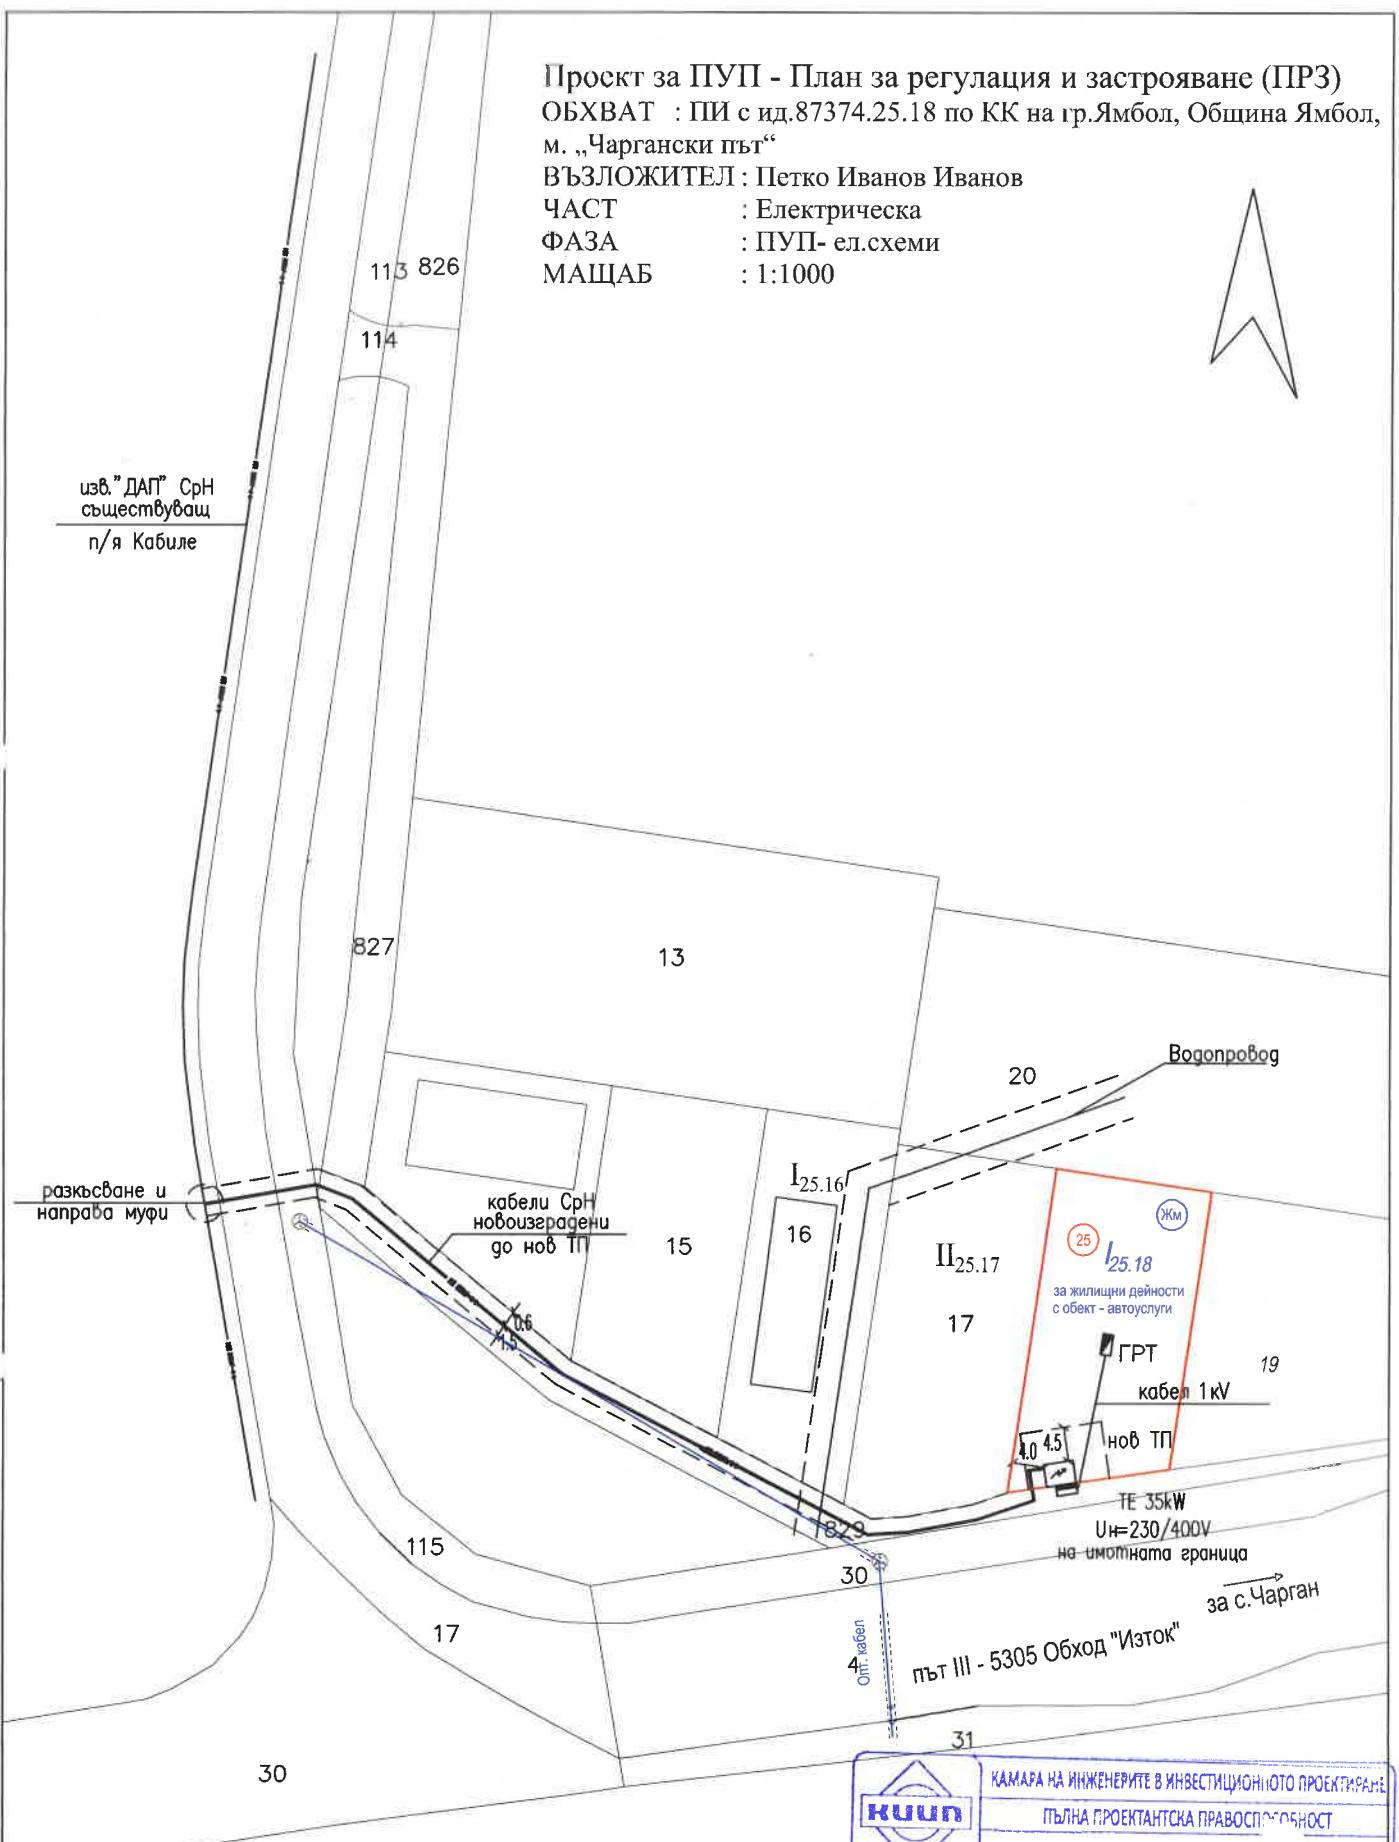 Проект за ПУП - План за регулация и застрояване (ПРЗ)
ОБХВАТ : ПИ с ид.87374.25.18 по КК на гр.Ямбол, Община Ямбол,
м. „Чаргански път“
ВЪЗЛОЖИТЕЛ : Петко Иванов Иванов
ЧАСТ : Електрическа
ФАЗА : ПУП- ел.схеми
МАЩАБ : 1:1000
113 826
114
изв."ДАП" СрН
съществуващ
п/я Кабиле
827
13
Водопровод
20
разкъсване и
направа муфи
кабели СрН
новоизградени
до нов ТП
15
I25.16
16
II25.17
17
Жм
25
I25.18
за жилищни дейности
с обект - автоуслуги
ГРТ
19
кабел 1kV
0.6
1.5
4.0 4.5
нов ТП
ТЕ 35kW
Uн=230/400V
на имотната граница
829
115
30
за с.Чарган
17
Опт. кабел
4
път III - 5305 Обход "Изток"
31
30
КАМАРА НА ИНЖЕНЕРИТЕ В ИНВЕСТИЦИОННОТО ПРОЕКТИРАНЕ
КИИП
ПЪЛНА ПРОЕКТАНТСКА ПРАВОСПОСОБНОСТ